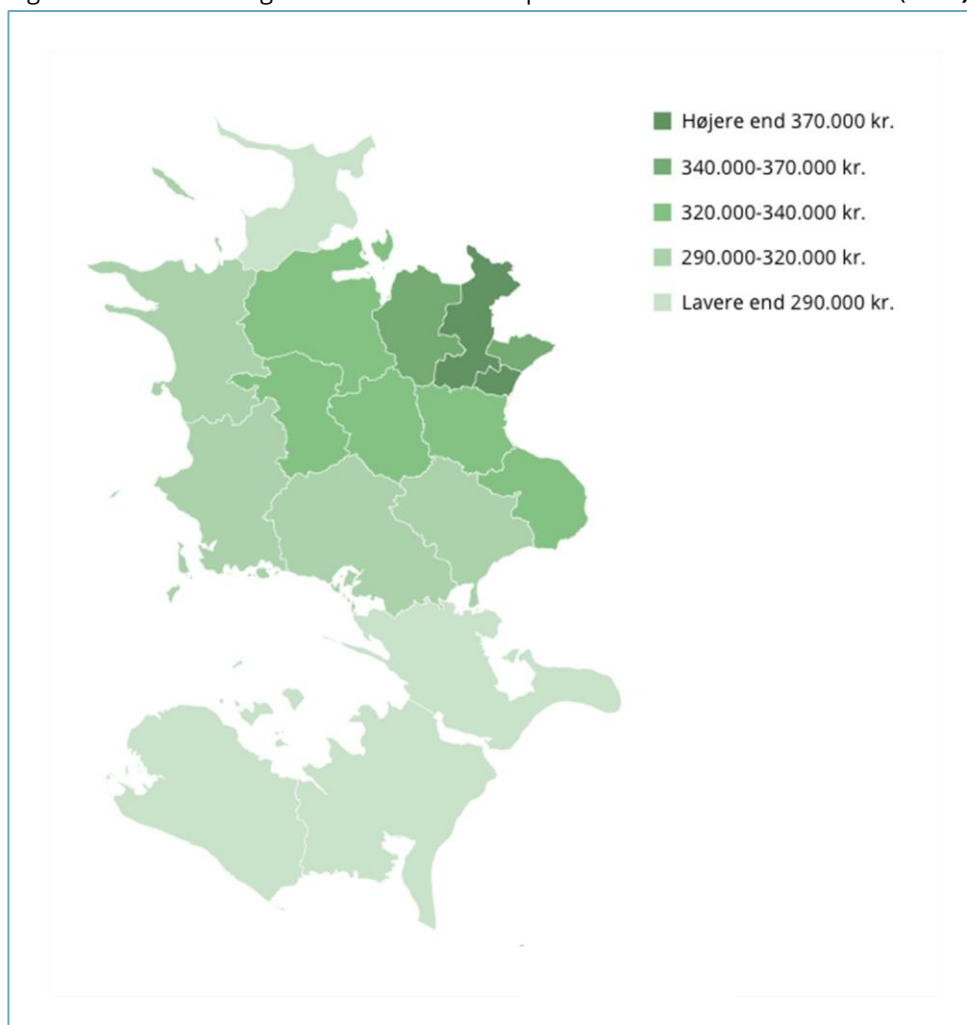 Højere end 370.000 kr.
340.000-370.000 kr.
320.000-340.000 kr.
290.000-320.000 kr.
Lavere end 290.000 kr.